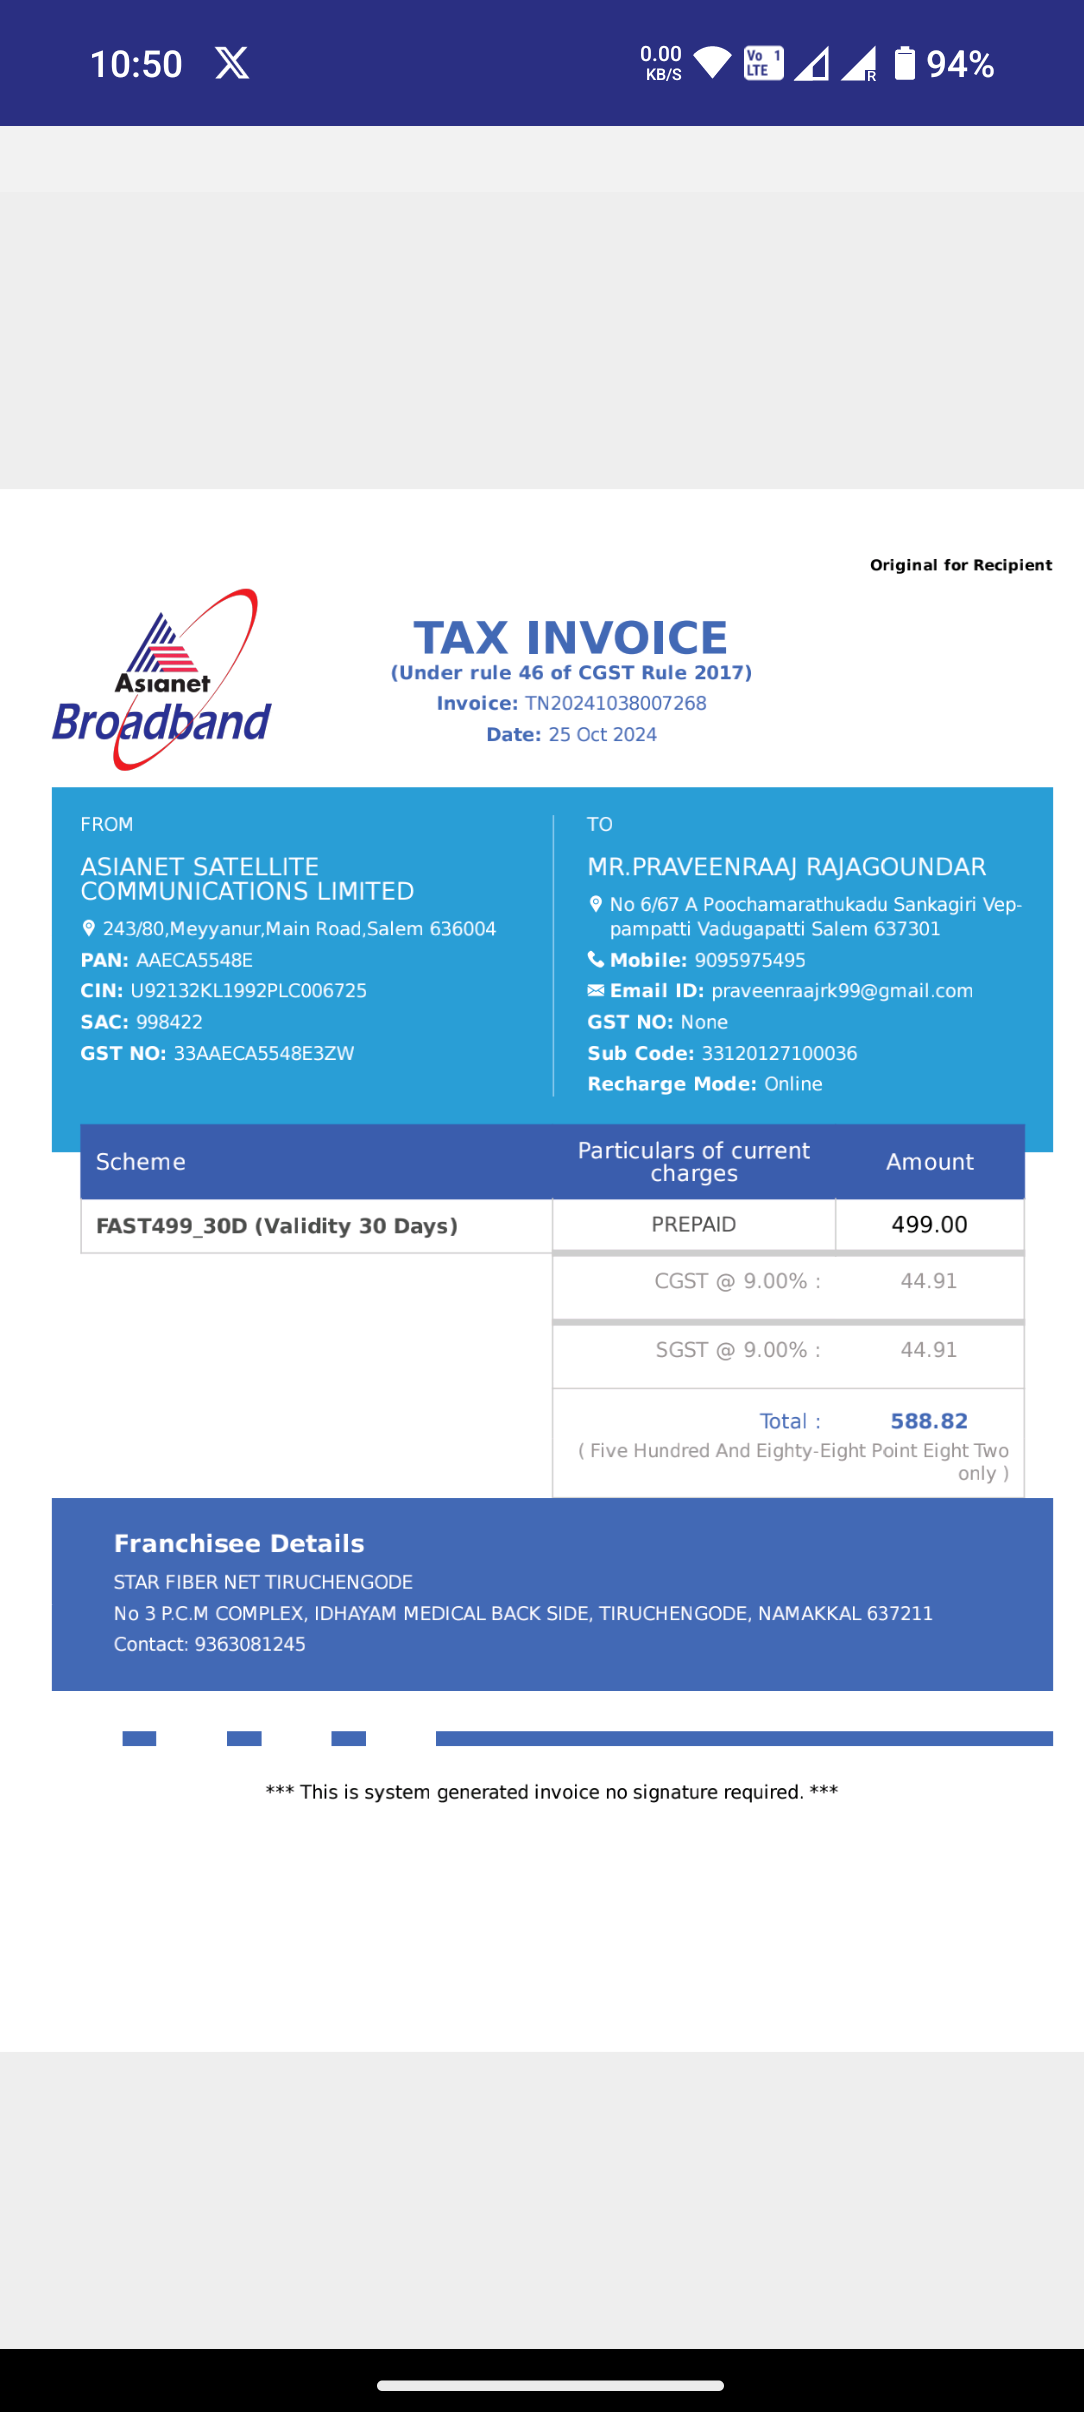 10:50 X 0.00 KB/S Vo 1 LTE R 94%
Original for Recipient
Asianet
Broadband
TAX INVOICE
(Under rule 46 of CGST Rule 2017)
Invoice: TN20241038007268
Date: 25 Oct 2024
FROM
ASIANET SATELLITE
COMMUNICATIONS LIMITED
243/80,Meyyanur,Main Road,Salem 636004
PAN: AAECA5548E
CIN: U92132KL1992PLC006725
SAC: 998422
GST NO: 33AAECA5548E3ZW
TO
MR.PRAVEENRAAJ RAJAGOUNDAR
No 6/67 A Poochamarathukadu Sankagiri Vep-
pampatti Vadugapatti Salem 637301
Mobile: 9095975495
Email ID: praveenraajrk99@gmail.com
GST NO: None
Sub Code: 33120127100036
Recharge Mode: Online
Scheme
Particulars of current
charges
Amount
FAST499_30D (Validity 30 Days) PREPAID 499.00
CGST @ 9.00% : 44.91
SGST @ 9.00% : 44.91
Total : 588.82
( Five Hundred And Eighty-Eight Point Eight Two
only )
Franchisee Details
STAR FIBER NET TIRUCHENGODE
No 3 P.C.M COMPLEX, IDHAYAM MEDICAL BACK SIDE, TIRUCHENGODE, NAMAKKAL 637211
Contact: 9363081245
*** This is system generated invoice no signature required. ***